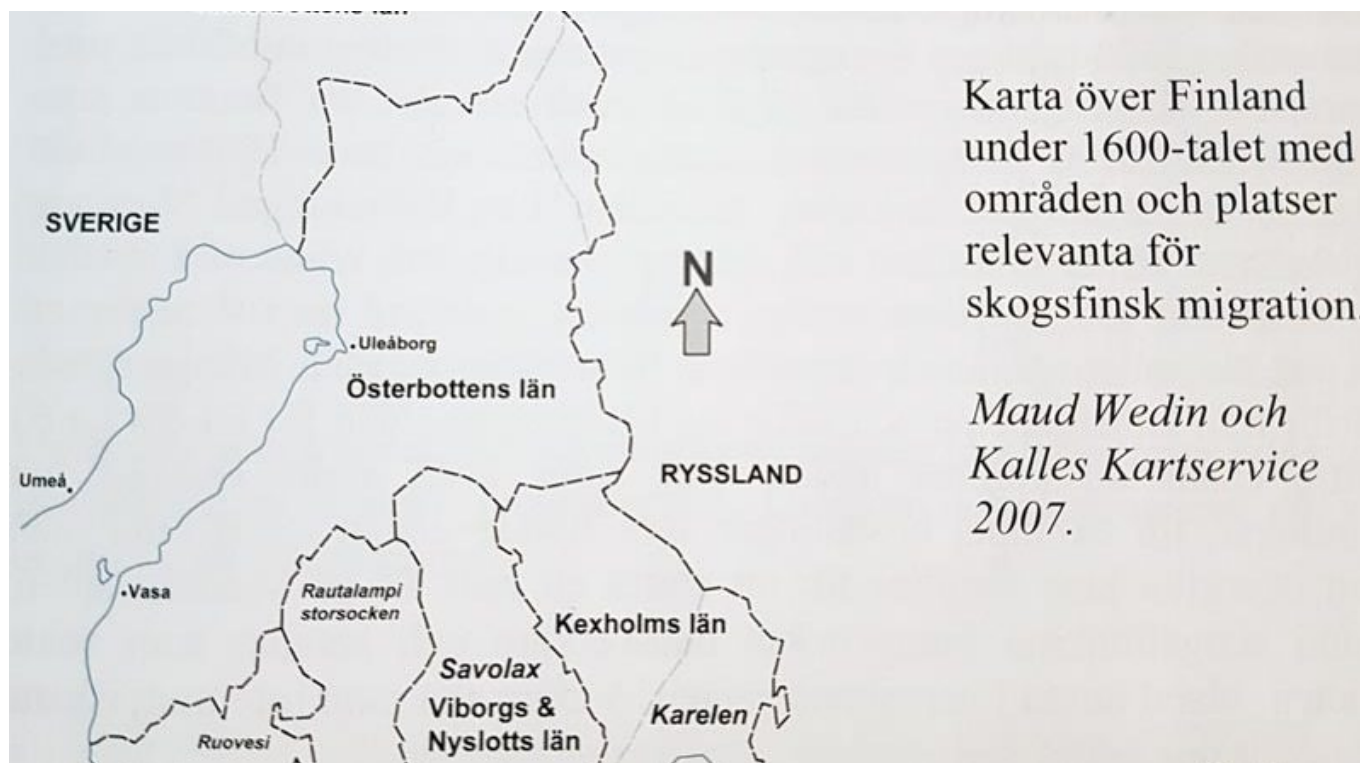 län
SVERIGE
N
Uleåborg
Österbottens län
Umeå
RYSSLAND
Vasa
Rautalampi
storsocken
Kexholms län
Savolax
Viborgs &
Nyslotts län
Karelen
Ruovesi
Karta över Finland
under 1600-talet med
områden och platser
relevanta för
skogsfinsk migration.
Maud Wedin och
Kalles Kartservice
2007.